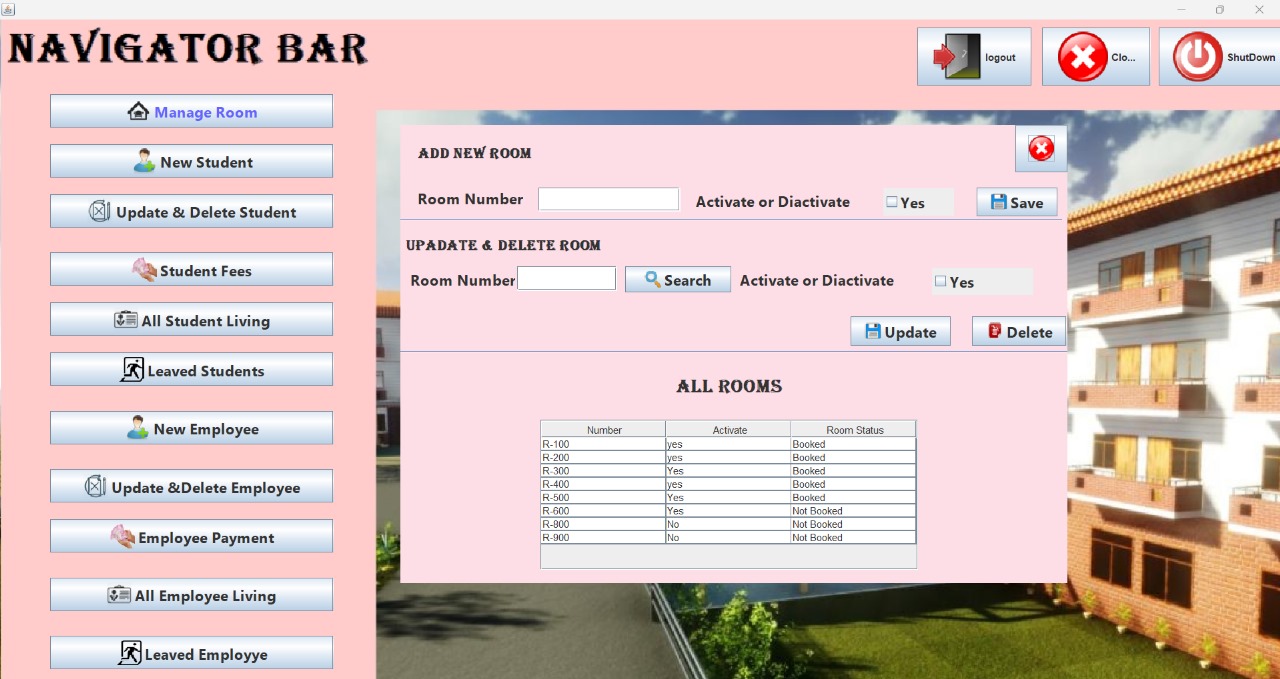 NAVIGATOR BAR
logout
Clo...
ShutDown
Manage Room
New Student
Update & Delete Student
Student Fees
All Student Living
Leaved Students
New Employee
Update &Delete Employee
Employee Payment
All Employee Living
Leaved Employye
ADD NEW ROOM
Room Number Activate or Diactivate Yes Save
UPADATE & DELETE ROOM
Room Number Search Activate or Diactivate Yes
Update Delete
ALL ROOMS
Number Activate Room Status
R-100 yes Booked
R-200 yes Booked
R-300 Yes Booked
R-400 yes Booked
R-500 Yes Booked
R-600 Yes Not Booked
R-800 No Not Booked
R-900 No Not Booked